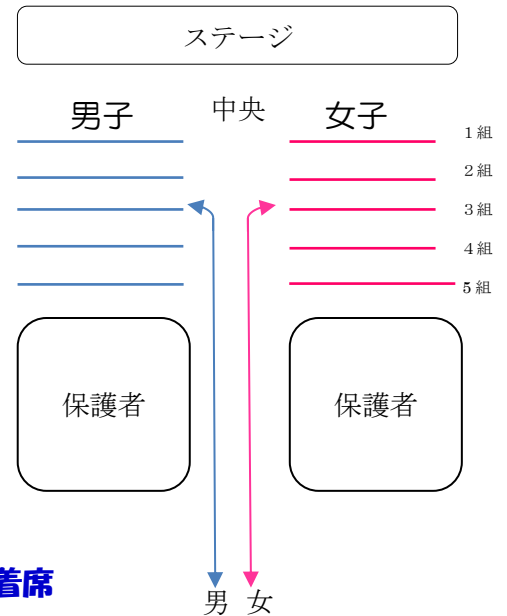 ステージ
男子 中央 女子
1組
2組
3組
4組
5組
保護者 保護者
着席
男 女